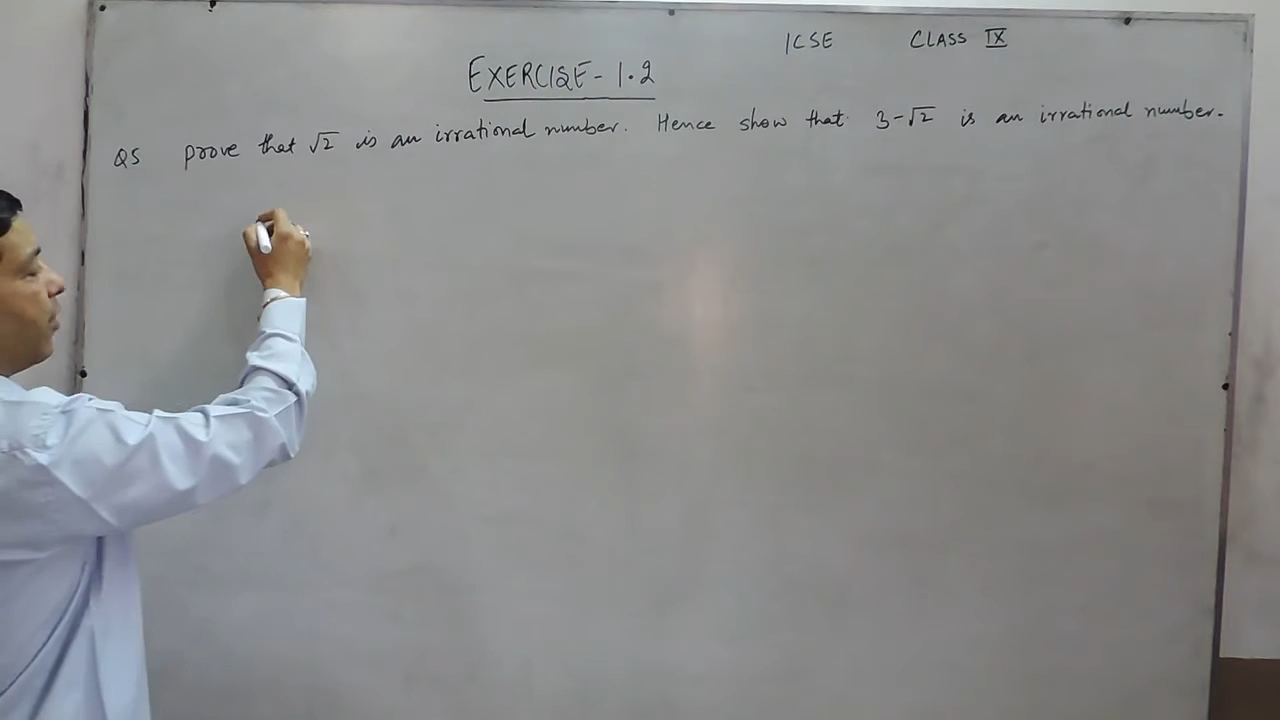 ICSE CLASS IX
EXERCISE-1.2
Q5 prove that √2 is an irrational number. Hence show that 3-√2 is an irrational number.